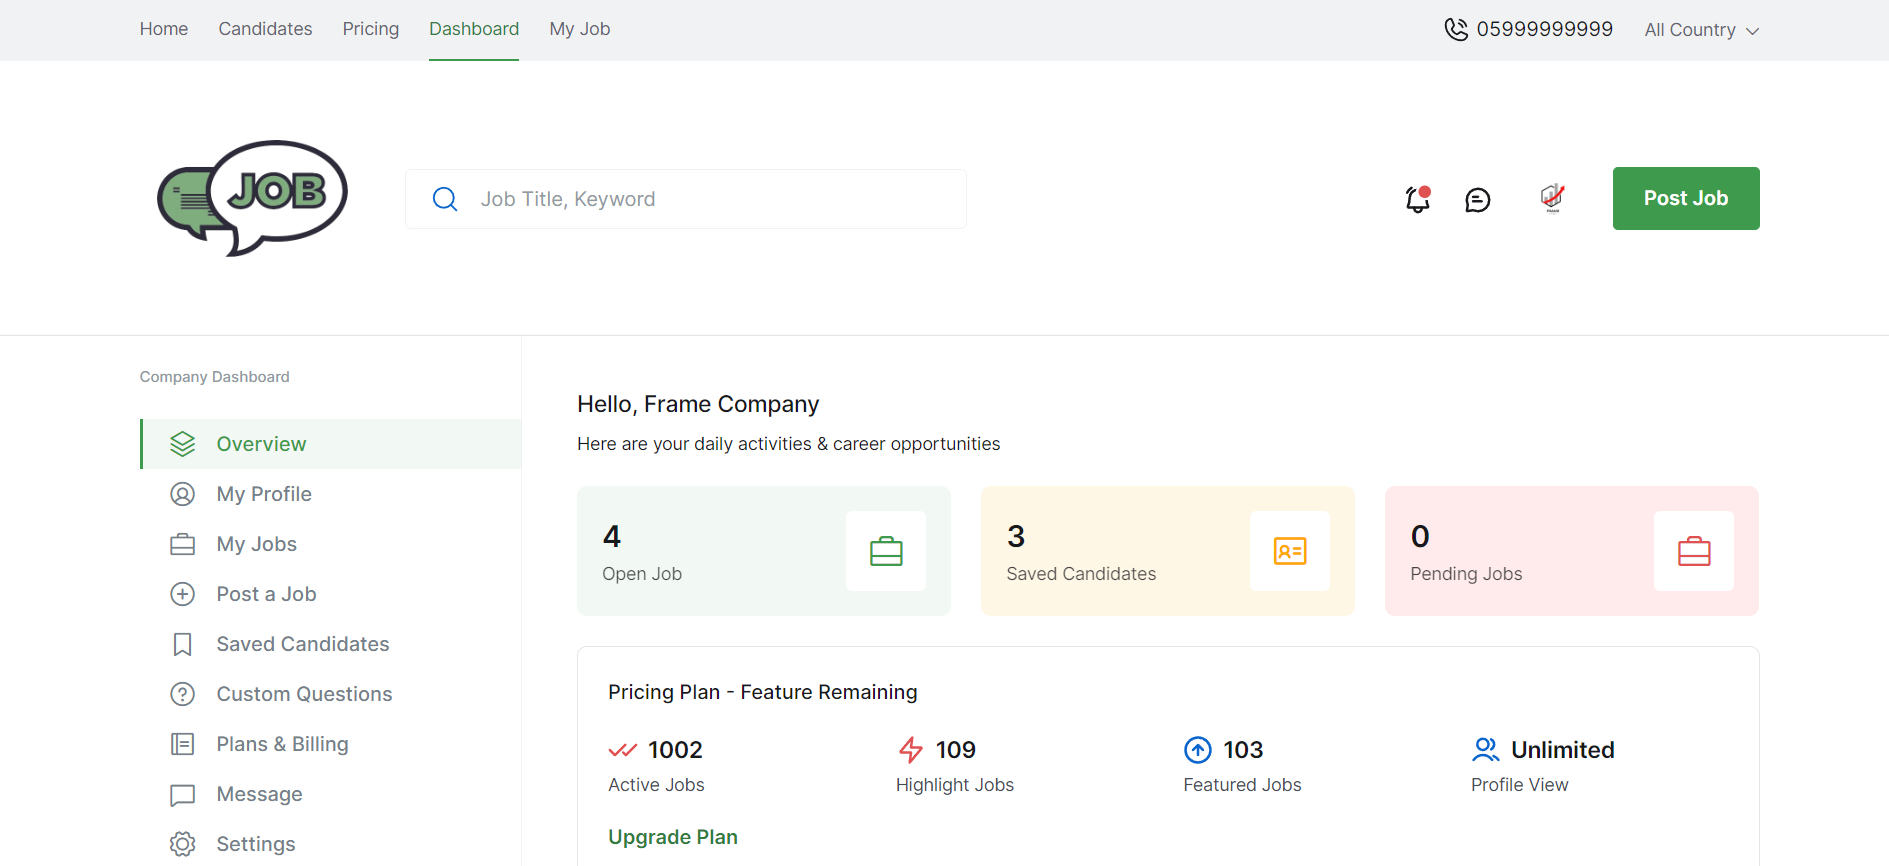 Home Candidates Pricing Dashboard My Job 05999999999 All Country
JOB
Job Title, Keyword
Post Job
Company Dashboard
Overview
My Profile
My Jobs
Post a Job
Saved Candidates
Custom Questions
Plans & Billing
Message
Settings
Hello, Frame Company
Here are your daily activities & career opportunities
4
Open Job
3
Saved Candidates
0
Pending Jobs
Pricing Plan - Feature Remaining
1002
Active Jobs
109
Highlight Jobs
103
Featured Jobs
Unlimited
Profile View
Upgrade Plan